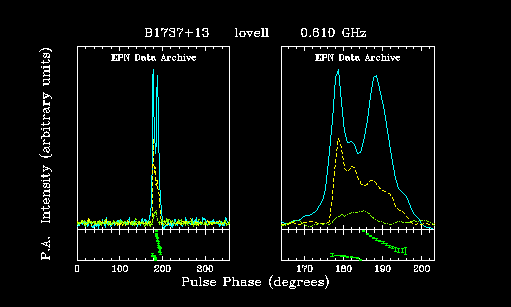 B1737+13 lovell 0.610 GHz
EPN Data Archive EPN Data Archive
Intensity (arbitrary units)
P.A.
0 100 200 300 170 180 190 200
Pulse Phase (degrees)